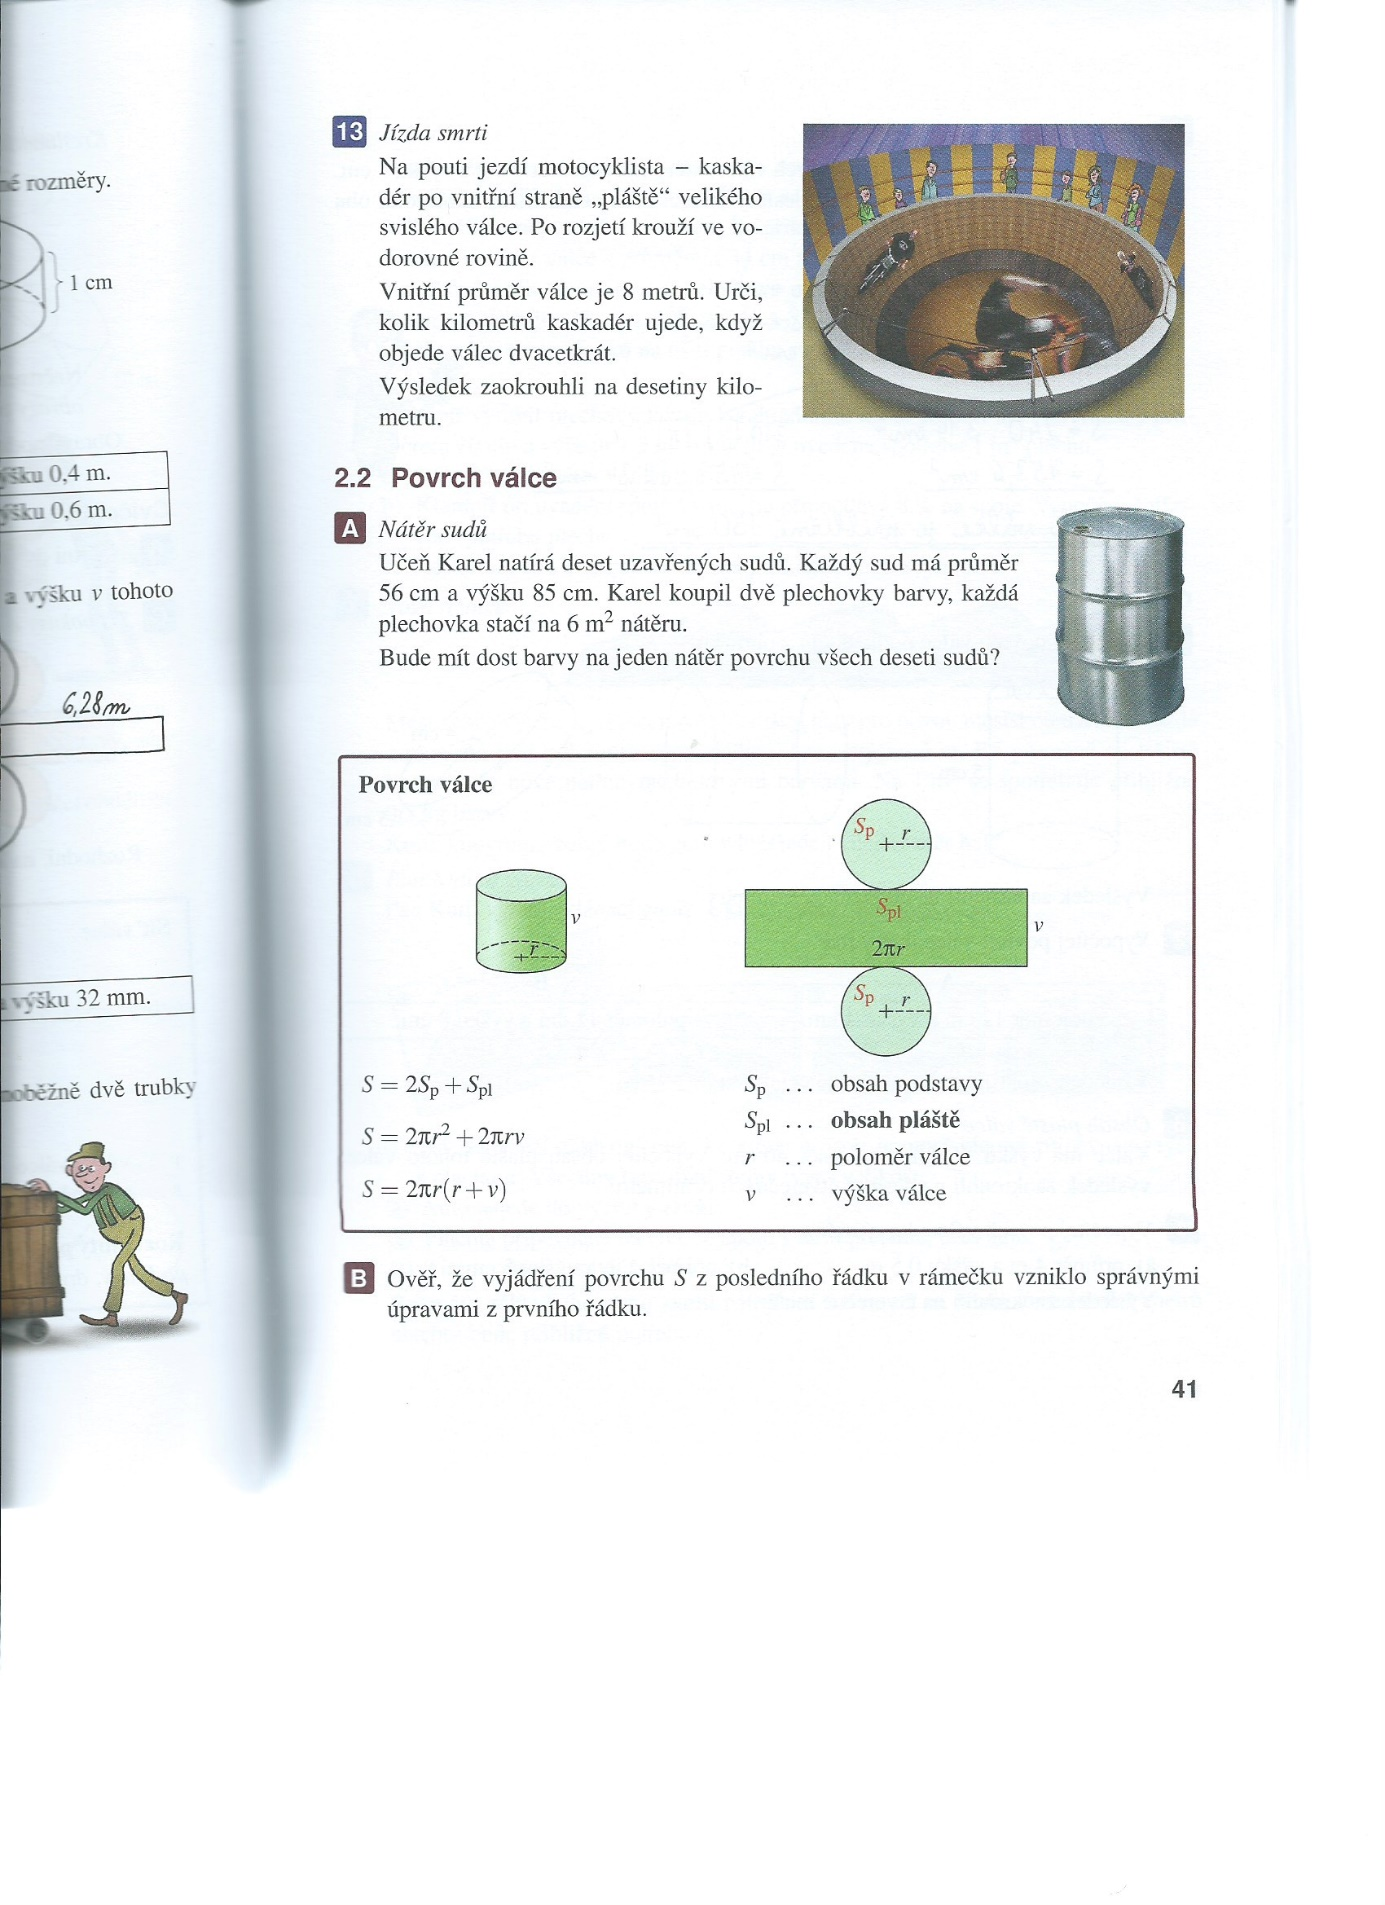 rozměry.
1 cm
výšku 0,4 m.
výšku 0,6 m.
a výšku v tohoto
6,28m
výšku 32 mm.
dvě trubky
13 Jízda smrti
Na pouti jezdí motocyklista – kaska-
dér po vnitřní straně „pláště“ velikého
svislého válce. Po rozjetí krouží ve vo-
dorovné rovině.
Vnitřní průměr válce je 8 metrů. Urči,
kolik kilometrů kaskadér ujede, když
objede válec dvacetkrát.
Výsledek zaokrouhli na desetiny kilo-
metru.
2.2 Povrch válce
A Nátěr sudů
Učeň Karel natírá deset uzavřených sudů. Každý sud má průměr
56 cm a výšku 85 cm. Karel koupil dvě plechovky barvy, každá
plechovka stačí na 6 m² nátěru.
Bude mít dost barvy na jeden nátěr povrchu všech deseti sudů?
Povrch válce
v
r
Sp r
Spl
v
2πr
Sp r
S = 2Sp + Spl
S = 2πr² + 2πrv
S = 2πr(r + v)
Sp ... obsah podstavy
Spl ... obsah pláště
r ... poloměr válce
v ... výška válce
B Ověř, že vyjádření povrchu S z posledního řádku v rámečku vzniklo správnými
úpravami z prvního řádku.
41